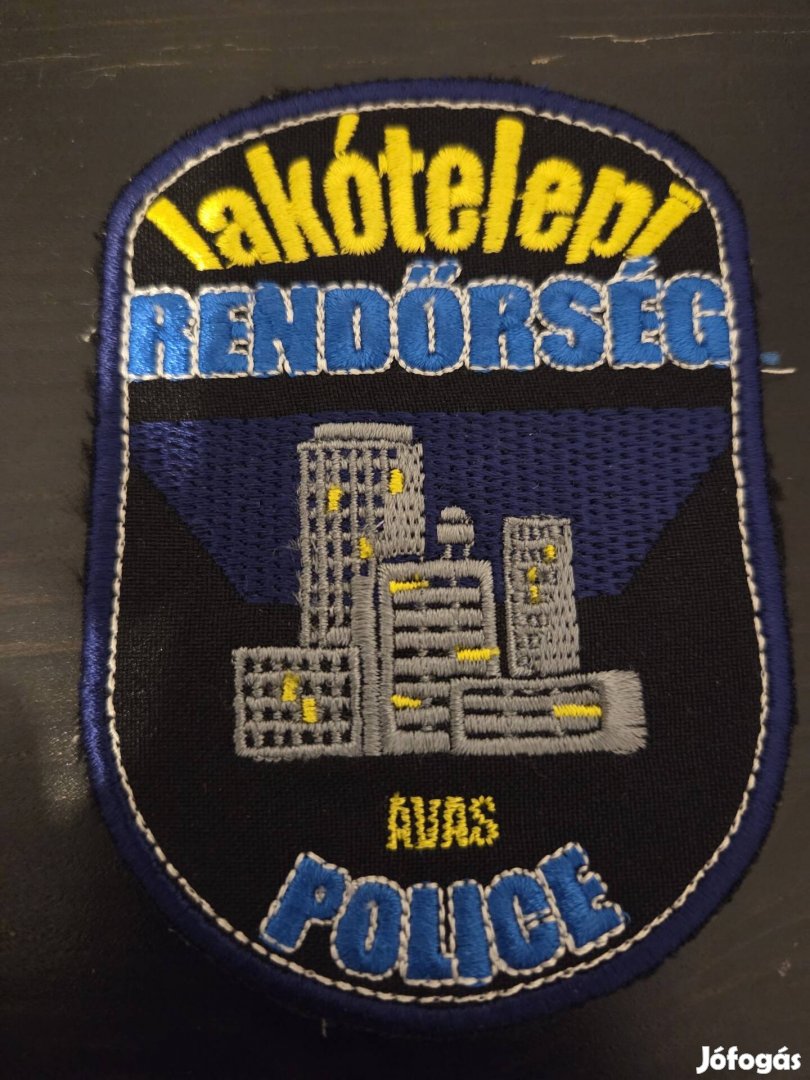 lakótelepi
RENDŐRSÉG
AVAS
POLICE
Jófogás